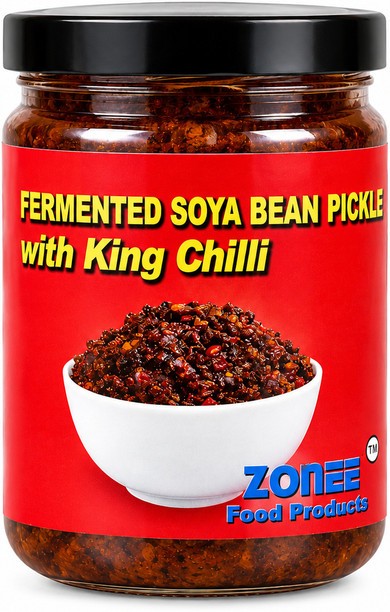 FERMENTED SOYA BEAN PICKLE
with King Chilli
TM
ZONEE
Food Products